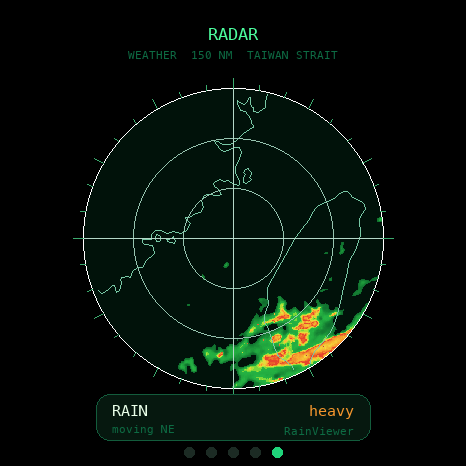 RADAR
WEATHER 150 NM TAIWAN STRAIT
RAIN heavy
moving NE RainViewer